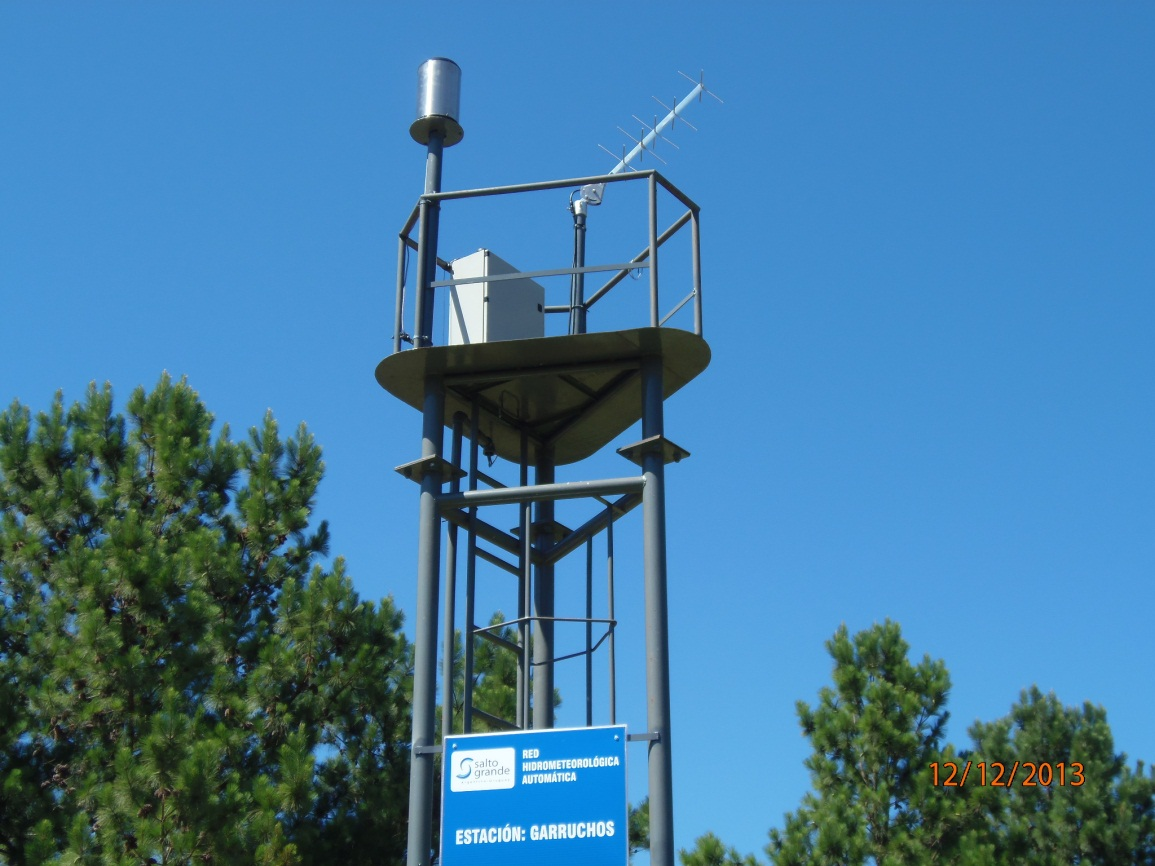 salto
grande
RED
HIDROMETEOROLÓGICA
AUTOMÁTICA
ESTACIÓN: GARRUCHOS
12/12/2013